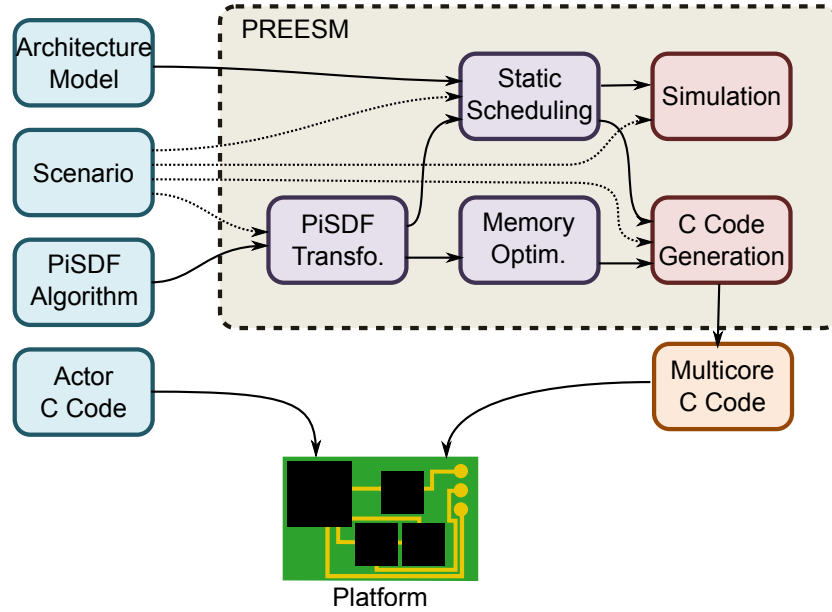 PREESM
Architecture
Model
Static
Scheduling
Simulation
Scenario
PiSDF
Transfo.
Memory
Optim.
C Code
Generation
PiSDF
Algorithm
Actor
C Code
Multicore
C Code
Platform